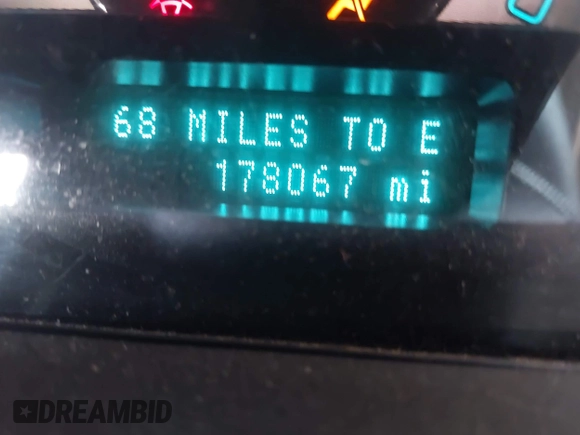 68 MILES TO E
178067 mi
DREAMBID